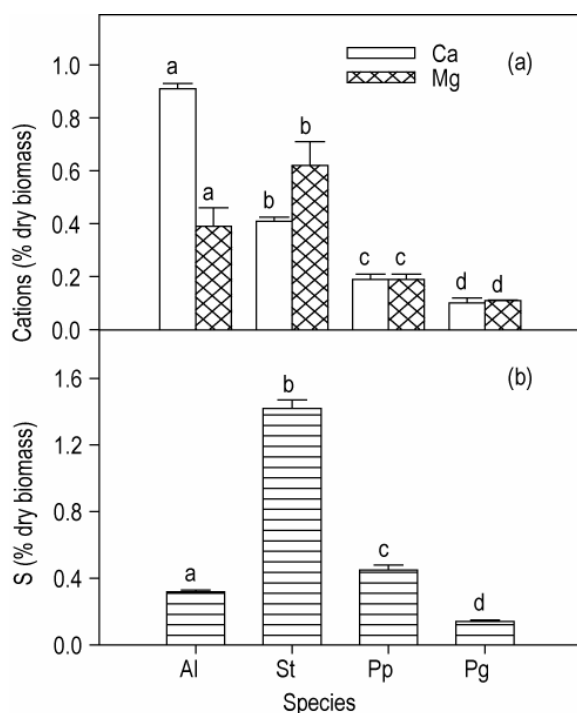 Cations (% dry biomass)
1.0
0.8
0.6
0.4
0.2
0.0
Ca
Mg
(a)
a
a
b
b
c
c
d
d
S (% dry biomass)
1.6
1.2
0.8
0.4
0.0
(b)
a
b
c
d
Al
St
Pp
Pg
Species